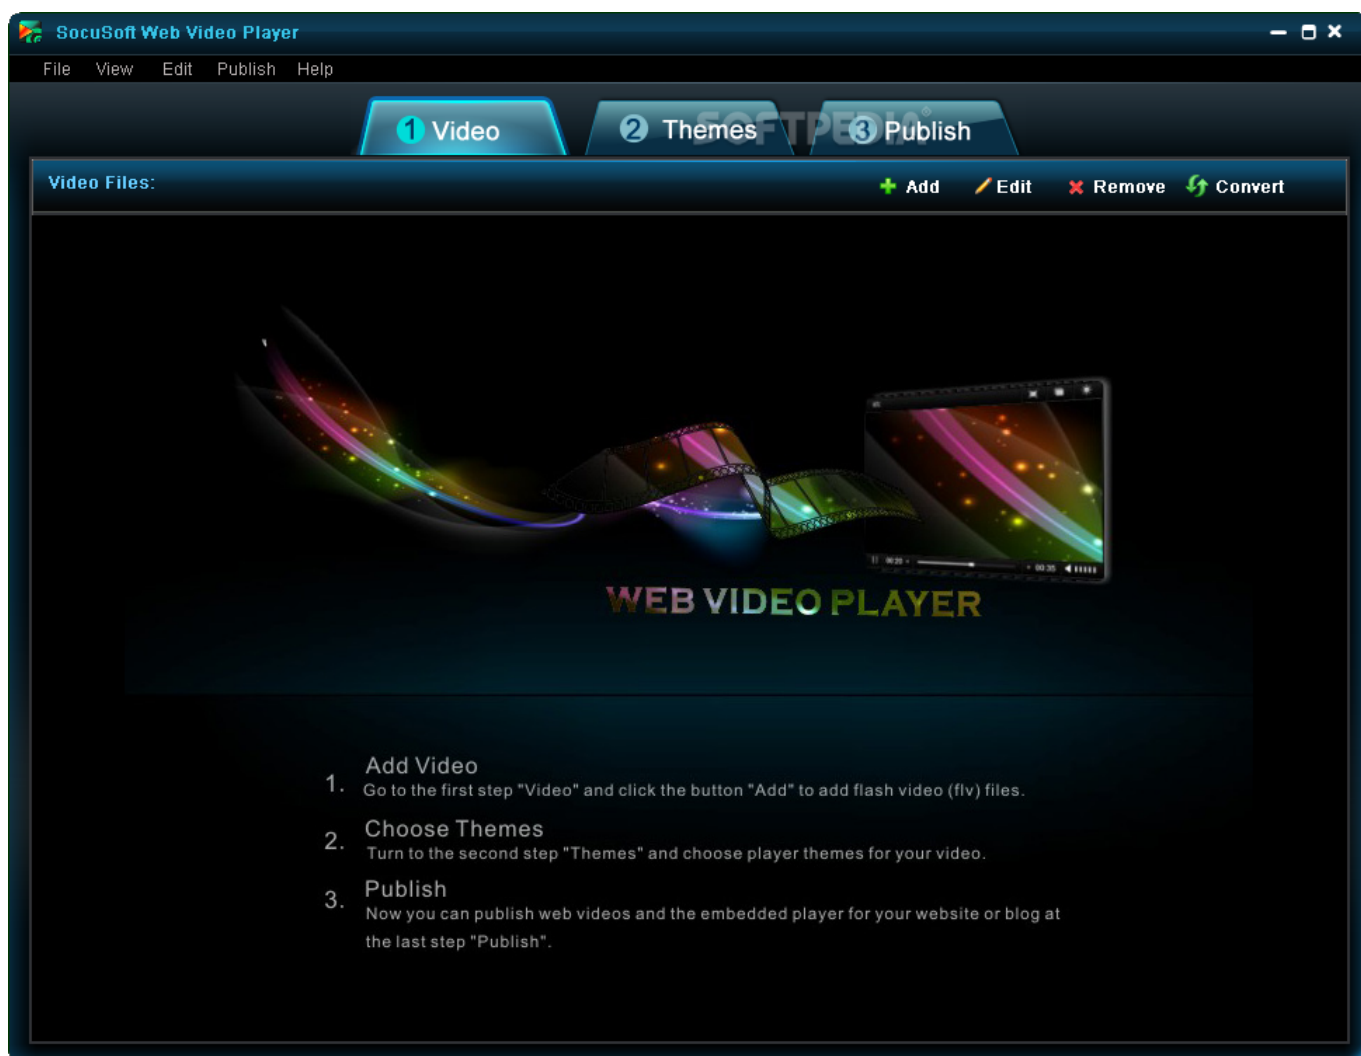 SocuSoft Web Video Player
File View Edit Publish Help
1 Video 2 Themes 3 Publish
SOFTPEDIA®
Video Files: Add Edit Remove Convert
00:35
WEB VIDEO PLAYER
1. Add Video
Go to the first step "Video" and click the button "Add" to add flash video (flv) files.
2. Choose Themes
Turn to the second step "Themes" and choose player themes for your video.
3. Publish
Now you can publish web videos and the embedded player for your website or blog at
the last step "Publish".